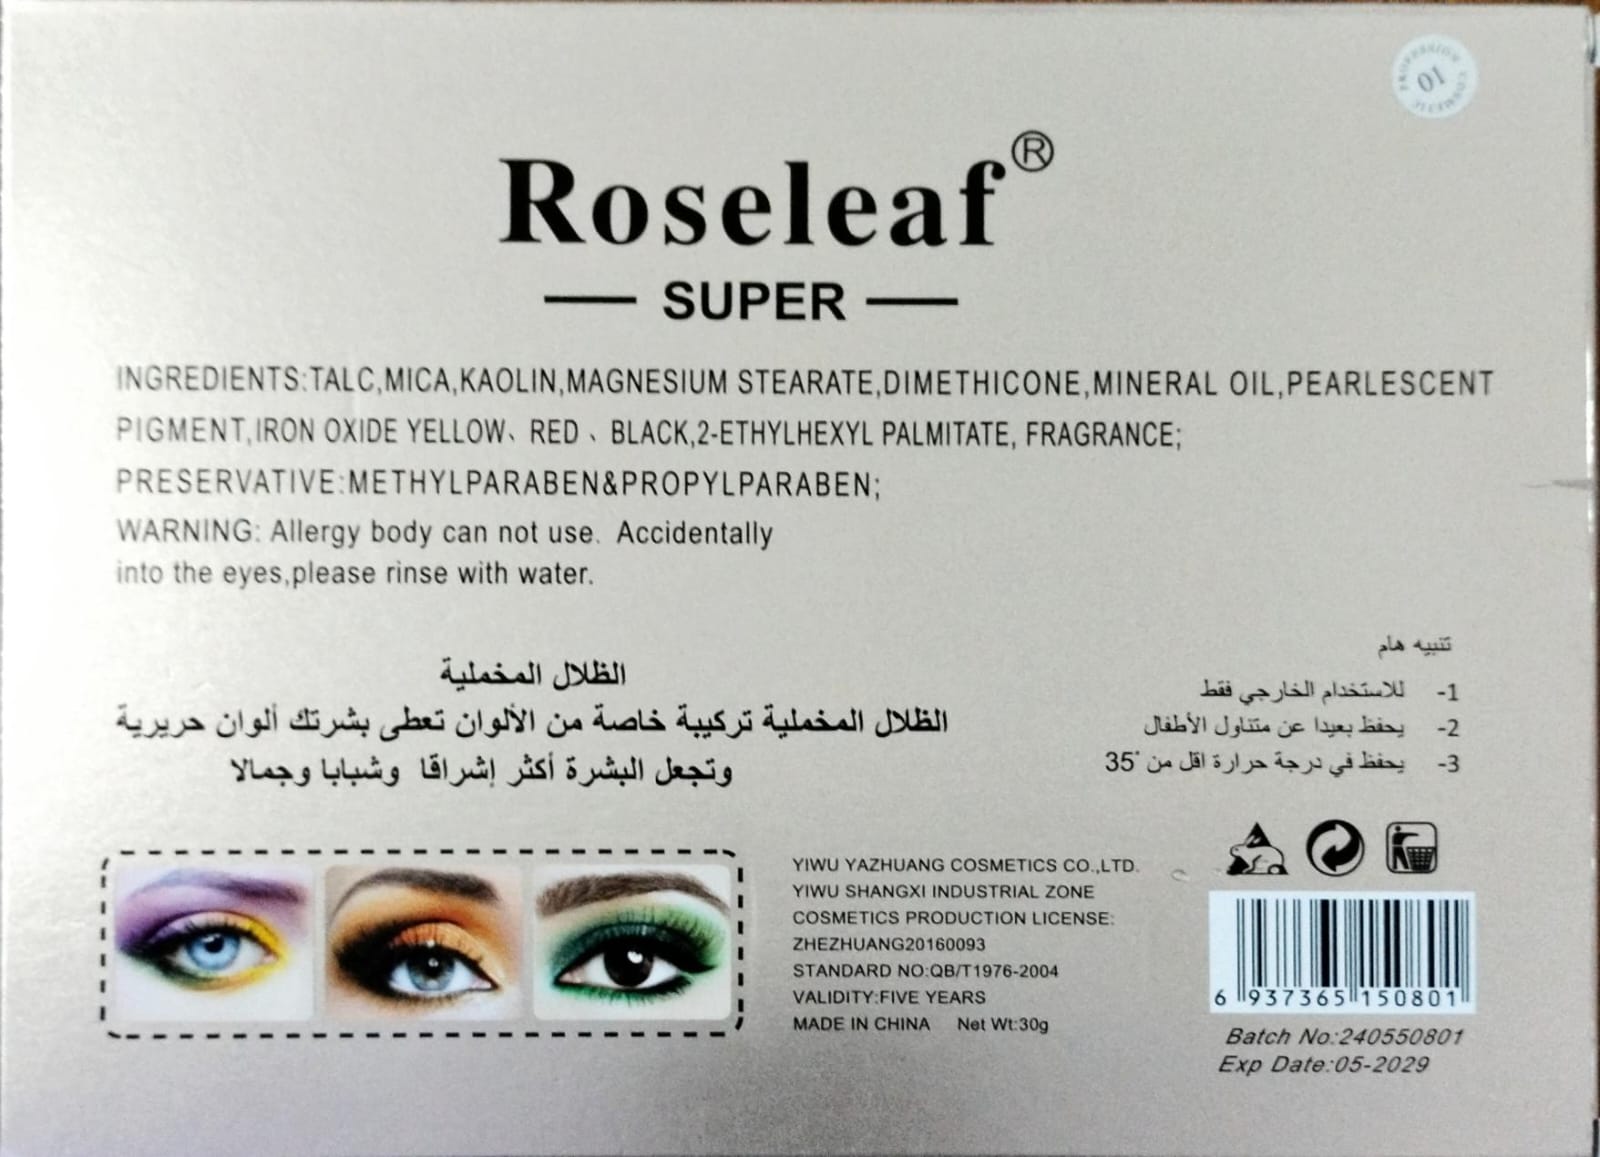 PROFESSION COSMETIC
01
Roseleaf®
SUPER
INGREDIENTS:TALC,MICA,KAOLIN,MAGNESIUM STEARATE,DIMETHICONE,MINERAL OIL,PEARLESCENT
PIGMENT,IRON OXIDE YELLOW、RED、BLACK,2-ETHYLHEXYL PALMITATE, FRAGRANCE;
PRESERVATIVE:METHYLPARABEN&PROPYLPARABEN;
WARNING: Allergy body can not use. Accidentally
into the eyes,please rinse with water.
الظلال المخملية
الظلال المخملية تركيبة خاصة من الألوان تعطى بشرتك ألوان حريرية
وتجعل البشرة أكثر إشراقا وشبابا وجمالا
تنبيه هام
1- للاستخدام الخارجي فقط
2- يحفظ بعيدا عن متناول الأطفال
3- يحفظ في درجة حرارة اقل من 35°
YIWU YAZHUANG COSMETICS CO.,LTD.
YIWU SHANGXI INDUSTRIAL ZONE
COSMETICS PRODUCTION LICENSE:
ZHEZHUANG20160093
STANDARD NO:QB/T1976-2004
VALIDITY:FIVE YEARS
MADE IN CHINA Net Wt:30g
6 937365 150801
Batch No:240550801
Exp Date:05-2029